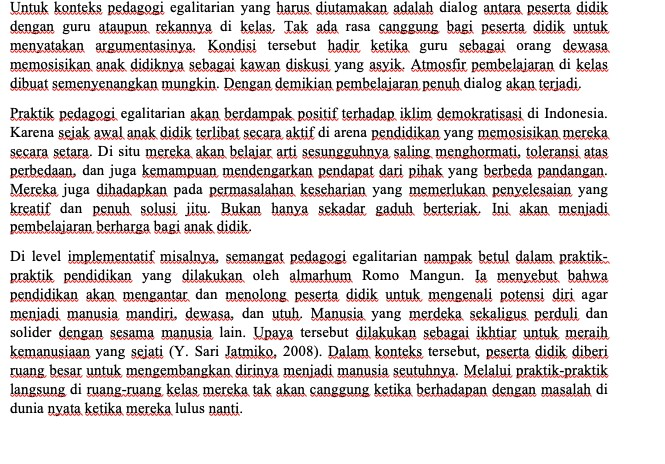 Untuk konteks pedagogi egalitarian yang harus diutamakan adalah dialog antara peserta didik
dengan guru ataupun rekannya di kelas. Tak ada rasa canggung bagi peserta didik untuk
menyatakan argumentasinya. Kondisi tersebut hadir ketika guru sebagai orang dewasa
memosisikan anak didiknya sebagai kawan diskusi yang asyik. Atmosfir pembelajaran di kelas
dibuat semenyenangkan mungkin. Dengan demikian pembelajaran penuh dialog akan terjadi.
Praktik pedagogi egalitarian akan berdampak positif terhadap iklim demokratisasi di Indonesia.
Karena sejak awal anak didik terlibat secara aktif di arena pendidikan yang memosisikan mereka
secara setara. Di situ mereka akan belajar arti sesungguhnya saling menghormati, toleransi atas
perbedaan, dan juga kemampuan mendengarkan pendapat dari pihak yang berbeda pandangan.
Mereka juga dihadapkan pada permasalahan keseharian yang memerlukan penyelesaian yang
kreatif dan penuh solusi jitu. Bukan hanya sekadar gaduh berteriak. Ini akan menjadi
pembelajaran berharga bagi anak didik.
Di level implementatif misalnya, semangat pedagogi egalitarian nampak betul dalam praktik-
praktik pendidikan yang dilakukan oleh almarhum Romo Mangun. Ia menyebut bahwa
pendidikan akan mengantar dan menolong peserta didik untuk mengenali potensi diri agar
menjadi manusia mandiri, dewasa, dan utuh. Manusia yang merdeka sekaligus perduli dan
solider dengan sesama manusia lain. Upaya tersebut dilakukan sebagai ikhtiar untuk meraih
kemanusiaan yang sejati (Y. Sari Jatmiko, 2008). Dalam konteks tersebut, peserta didik diberi
ruang besar untuk mengembangkan dirinya menjadi manusia seutuhnya. Melalui praktik-praktik
langsung di ruang-ruang kelas mereka tak akan canggung ketika berhadapan dengan masalah di
dunia nyata ketika mereka lulus nanti.